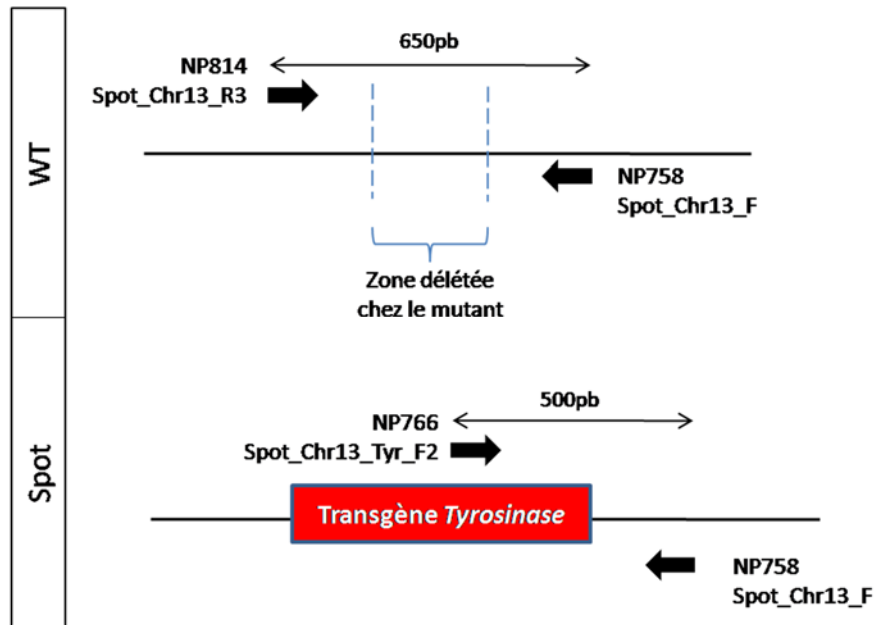 WT
650pb
NP814
Spot_Chr13_R3
NP758
Spot_Chr13_F
Zone délétée
chez le mutant
Spot
500pb
NP766
Spot_Chr13_Tyr_F2
Transgène Tyrosinase
NP758
Spot_Chr13_F